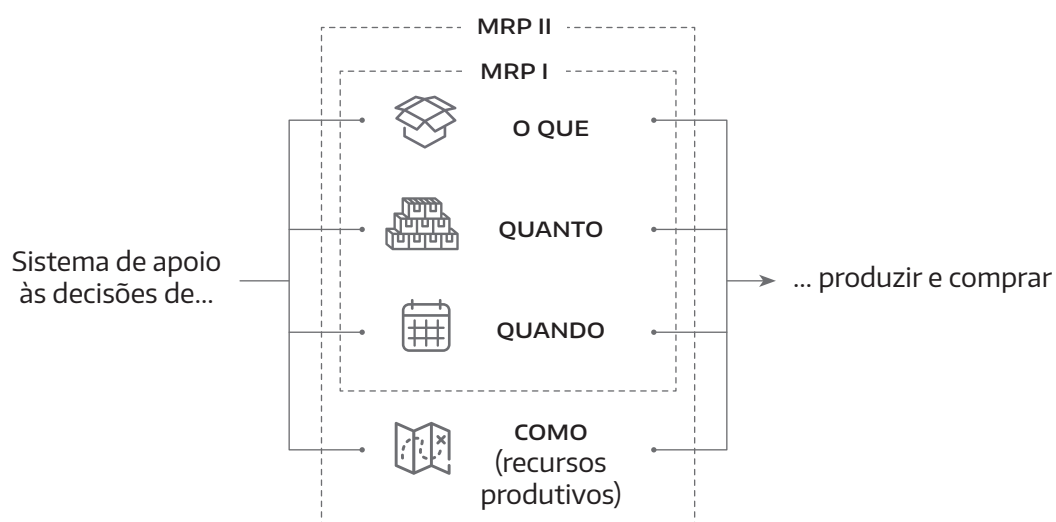 MRP II
MRP I
O QUE
QUANTO
Sistema de apoio
às decisões de...
... produzir e comprar
QUANDO
COMO
(recursos
produtivos)